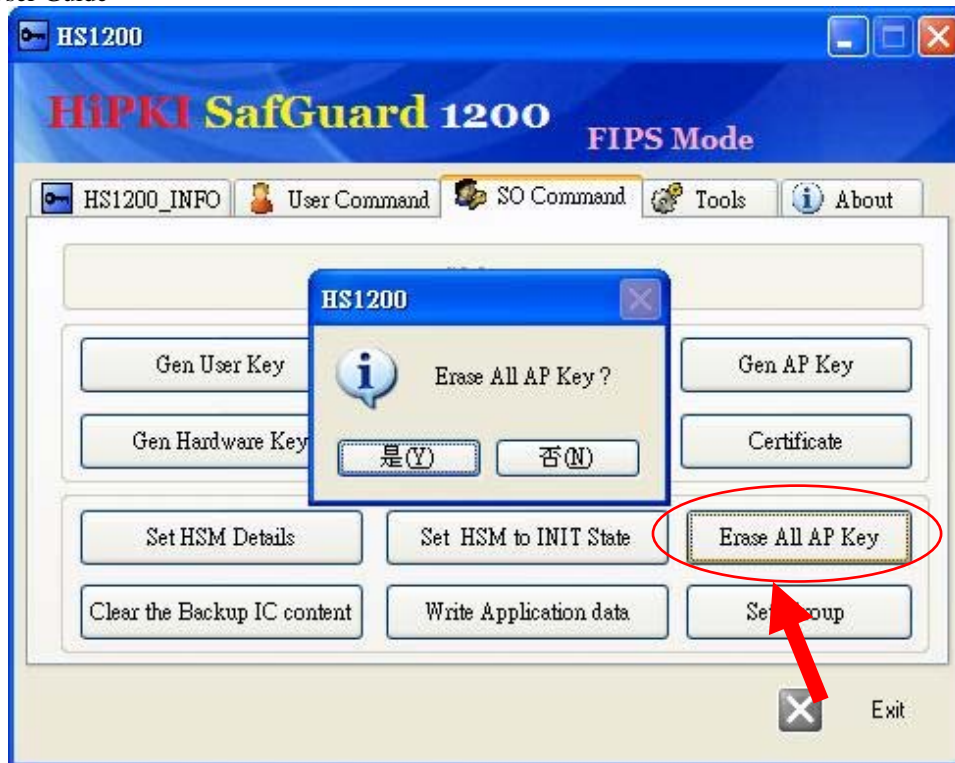 HS1200
HiPKI SafGuard 1200
FIPS Mode
HS1200_INFO User Command SO Command Tools About
HS1200
Erase All AP Key ?
是(Y) 否(N)
Gen User Key Gen AP Key
Gen Hardware Key Certificate
Set HSM Details Set HSM to INIT State Erase All AP Key
Clear the Backup IC content Write Application data Set
Exit